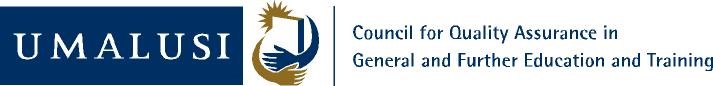 UMALUSI
Council for Quality Assurance in
General and Further Education and Training